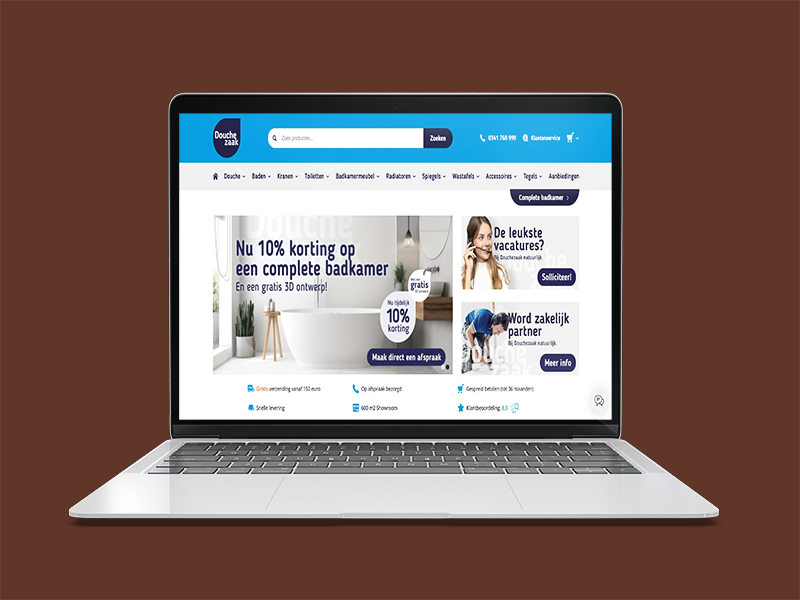 Douche
zaak
Zoek producten...
Zoeken
0341 768 999
Klantenservice
Douche
Baden
Kranen
Toiletten
Badkamermeubel
Radiatoren
Spiegels
Wastafels
Accessoires
Tegels
Aanbiedingen
Complete badkamer
Douche
Nu 10% korting op
een complete badkamer
En een gratis 3D ontwerp!
gratis
3D ontwerp
Nu tijdelijk
10%
korting
Maak direct een afspraak
De leukste
vacatures?
Bij Douchezaak natuurlijk.
Solliciteer!
Word zakelijk
partner
Bij Douchezaak natuurlijk.
Douche
zaak
Meer info
Gratis verzending vanaf 150 euro
Op afspraak bezorgd
Gespreid betalen (tot 36 maanden)
Snelle levering
600 m2 Showroom
Klantbeoordeling: 8,5